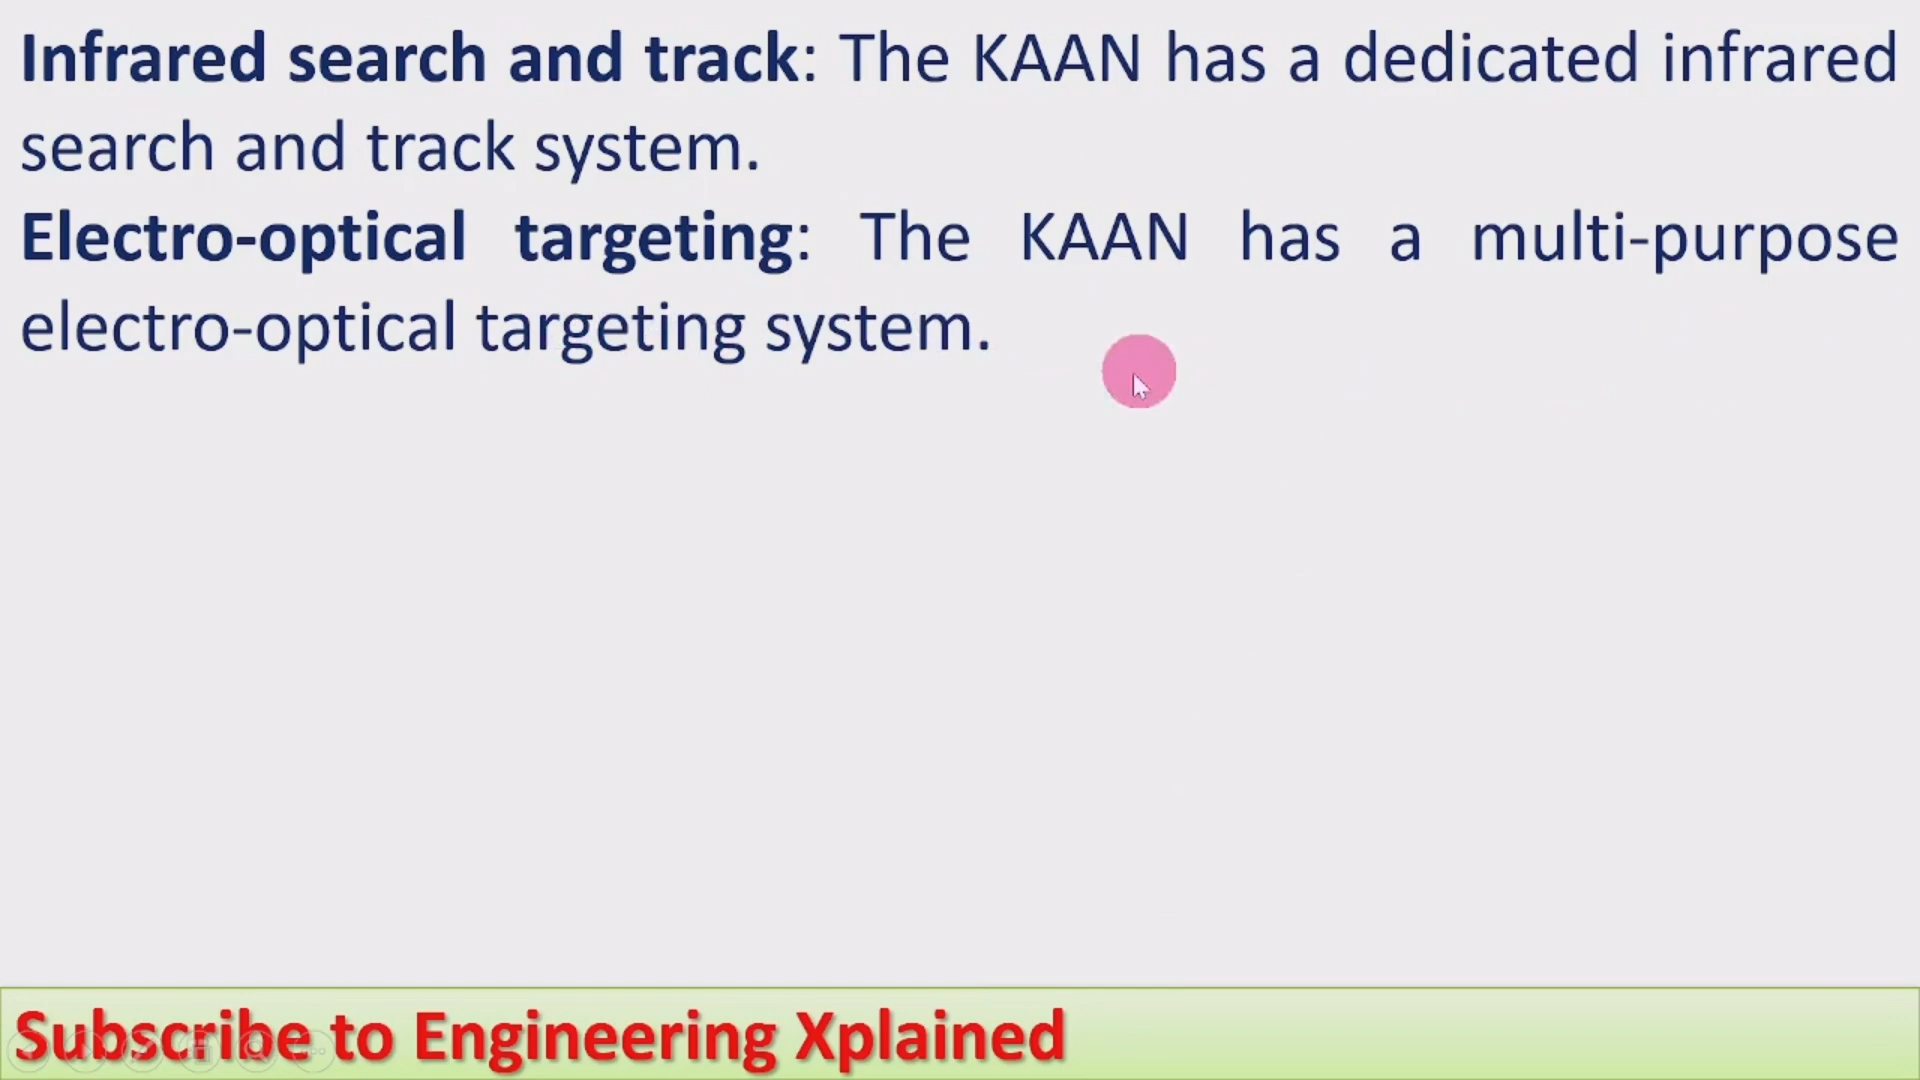 Infrared search and track: The KAAN has a dedicated infrared
search and track system.
Electro-optical targeting: The KAAN has a multi-purpose
electro-optical targeting system.
Subscribe to Engineering Xplained